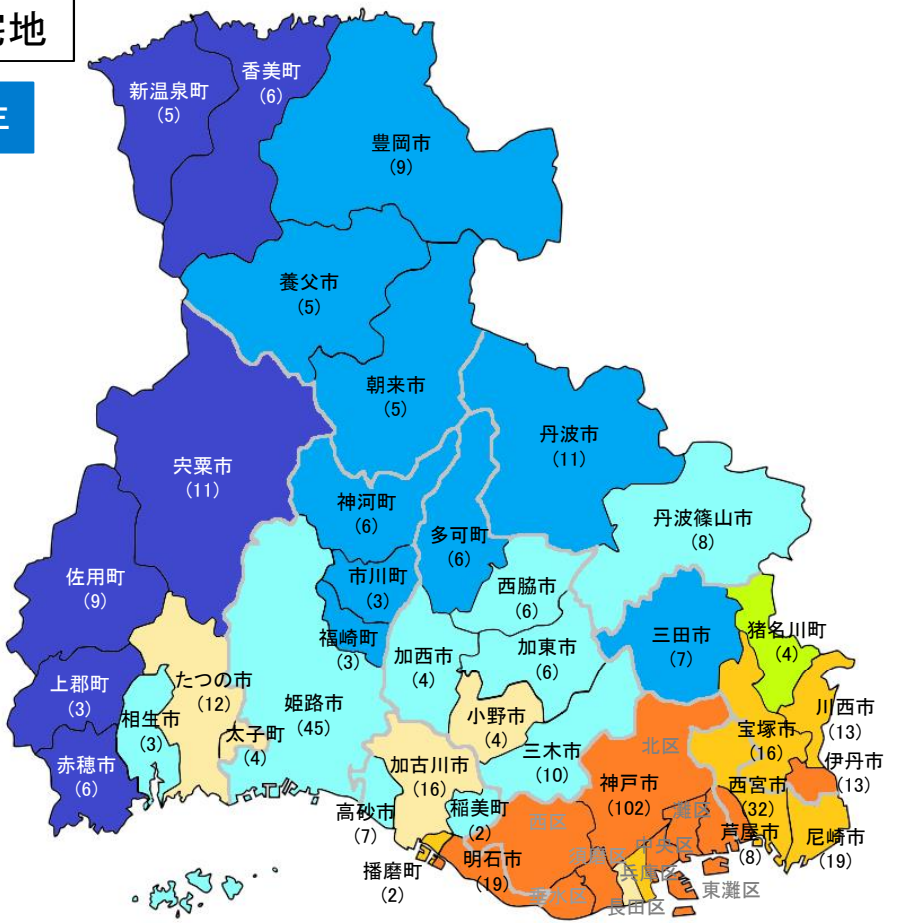 宅地
年
香美町
(6)
新温泉町
(5)
豊岡市
(9)
養父市
(5)
朝来市
(5)
丹波市
(11)
宍粟市
(11)
神河町
(6)
多可町
(6)
丹波篠山市
(8)
佐用町
(9)
市川町
(3)
西脇市
(6)
福崎町
(3)
加西市
(4)
加東市
(6)
三田市
(7)
猪名川町
(4)
上郡町
(3)
たつの市
(12)
相生市
(3)
姫路市
(45)
太子町
(4)
小野市
(4)
川西市
(13)
宝塚市
(16)
赤穂市
(6)
加古川市
(16)
三木市
(10)
北区
神戸市
(102)
伊丹市
(13)
西宮市
(32)
高砂市
(7)
稲美町
(2)
西区
灘区
芦屋市
(8)
尼崎市
(19)
播磨町
(2)
明石市
(19)
須磨区
中央区
兵庫区
垂水区
長田区
東灘区